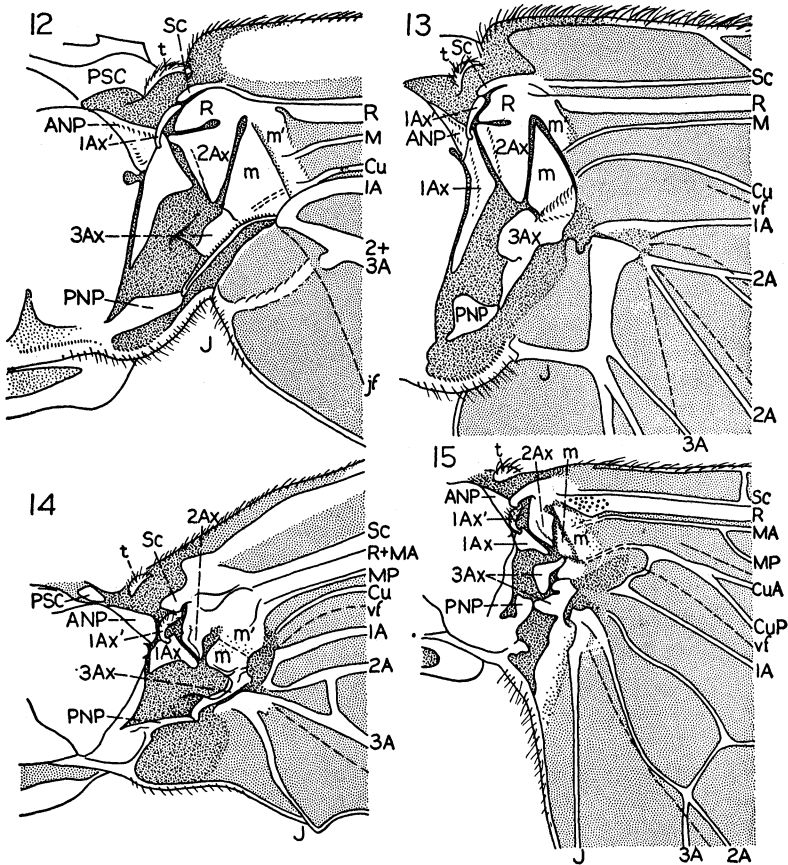 12
Sc
t
PSC
R
ANP
1Ax'
2Ax
m'
m
R
M
Cu
1A
3Ax
2+
3A
PNP
J
jf
13
t
Sc
R
1Ax'
ANP
m
2Ax
1Ax
m
3Ax
PNP
J
Sc
R
M
Cu
vf
1A
2A
2A
3A
14
2Ax
Sc
t
PSC
ANP
1Ax'
1Ax
m'
m
3Ax
PNP
Sc
R+MA
MP
Cu
vf
1A
2A
3A
J
15
t
2Ax
m
ANP
1Ax'
1Ax
m'
3Ax
PNP
Sc
R
MA
MP
CuA
CuP
vf
1A
J
3A
2A